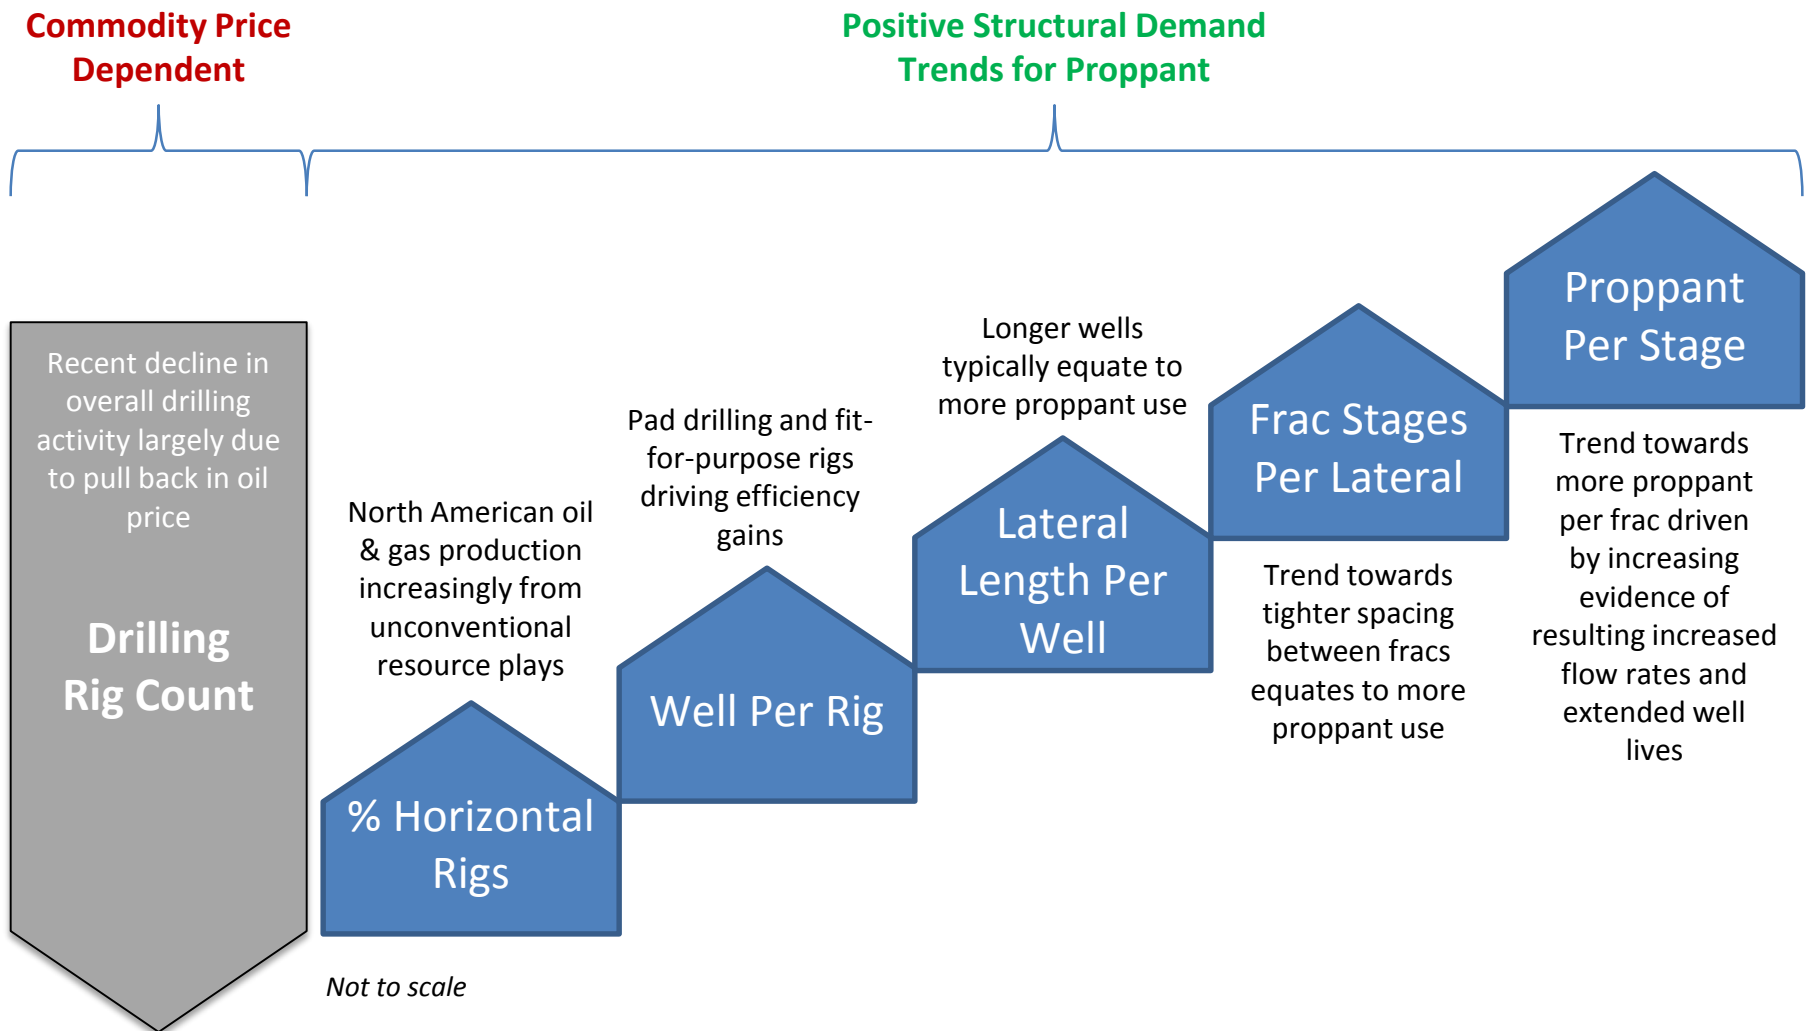 Commodity Price
Dependent
Positive Structural Demand
Trends for Proppant
Recent decline in
overall drilling
activity largely due
to pull back in oil
price
Drilling
Rig Count
North American oil
& gas production
increasingly from
unconventional
resource plays
% Horizontal
Rigs
Pad drilling and fit-
for-purpose rigs
driving efficiency
gains
Well Per Rig
Longer wells
typically equate to
more proppant use
Lateral
Length Per
Well
Frac Stages
Per Lateral
Trend towards
tighter spacing
between fracs
equates to more
proppant use
Proppant
Per Stage
Trend towards
more proppant
per frac driven
by increasing
evidence of
resulting increased
flow rates and
extended well
lives
Not to scale